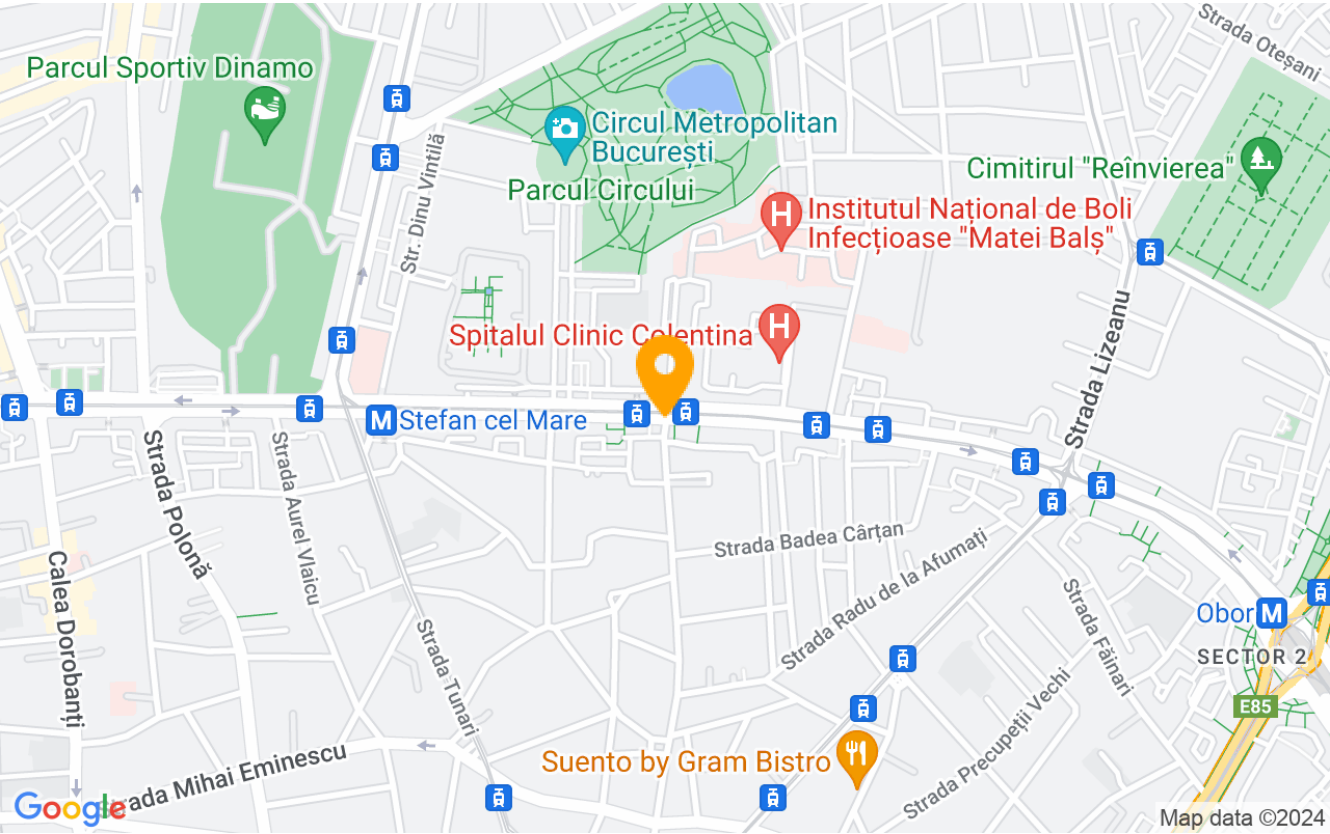 Strada Oteșani
Parcul Sportiv Dinamo
Circul Metropolitan
București
Parcul Circului
Str. Dinu Vintilă
Cimitirul "Reînvierea"
H
Institutul Național de Boli
Infecțioase "Matei Balș"
H
Spitalul Clinic Colentina
Strada Lizeanu
M
Stefan cel Mare
Strada Polonă
Strada Aurel Vlaicu
Strada Badea Cârțan
Strada Radu de la Afumați
Calea Dorobanți
Strada Tunari
Strada Făinari
Obor
M
SECTOR 2
E85
Strada Precupeții Vechi
Suento by Gram Bistro
Strada Mihai Eminescu
Google
Map data ©2024